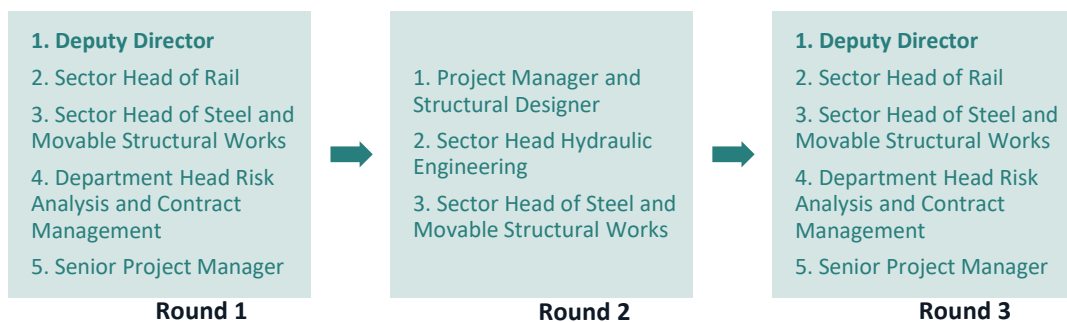 1. Deputy Director
2. Sector Head of Rail
3. Sector Head of Steel and
Movable Structural Works
4. Department Head Risk
Analysis and Contract
Management
5. Senior Project Manager
Round 1
1. Project Manager and
Structural Designer
2. Sector Head Hydraulic
Engineering
3. Sector Head of Steel and
Movable Structural Works
Round 2
1. Deputy Director
2. Sector Head of Rail
3. Sector Head of Steel and
Movable Structural Works
4. Department Head Risk
Analysis and Contract
Management
5. Senior Project Manager
Round 3